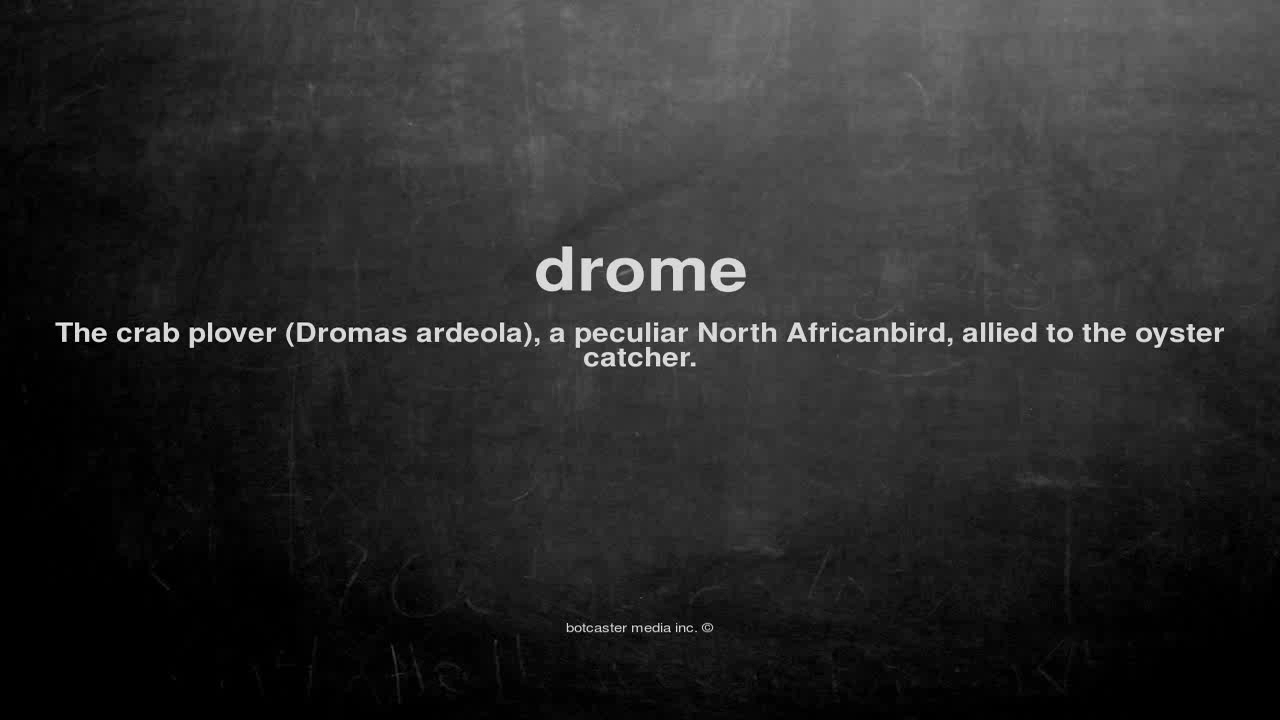 drome
The crab plover (Dromas ardeola), a peculiar North Africanbird, allied to the oyster
catcher.
botcaster media inc. ©